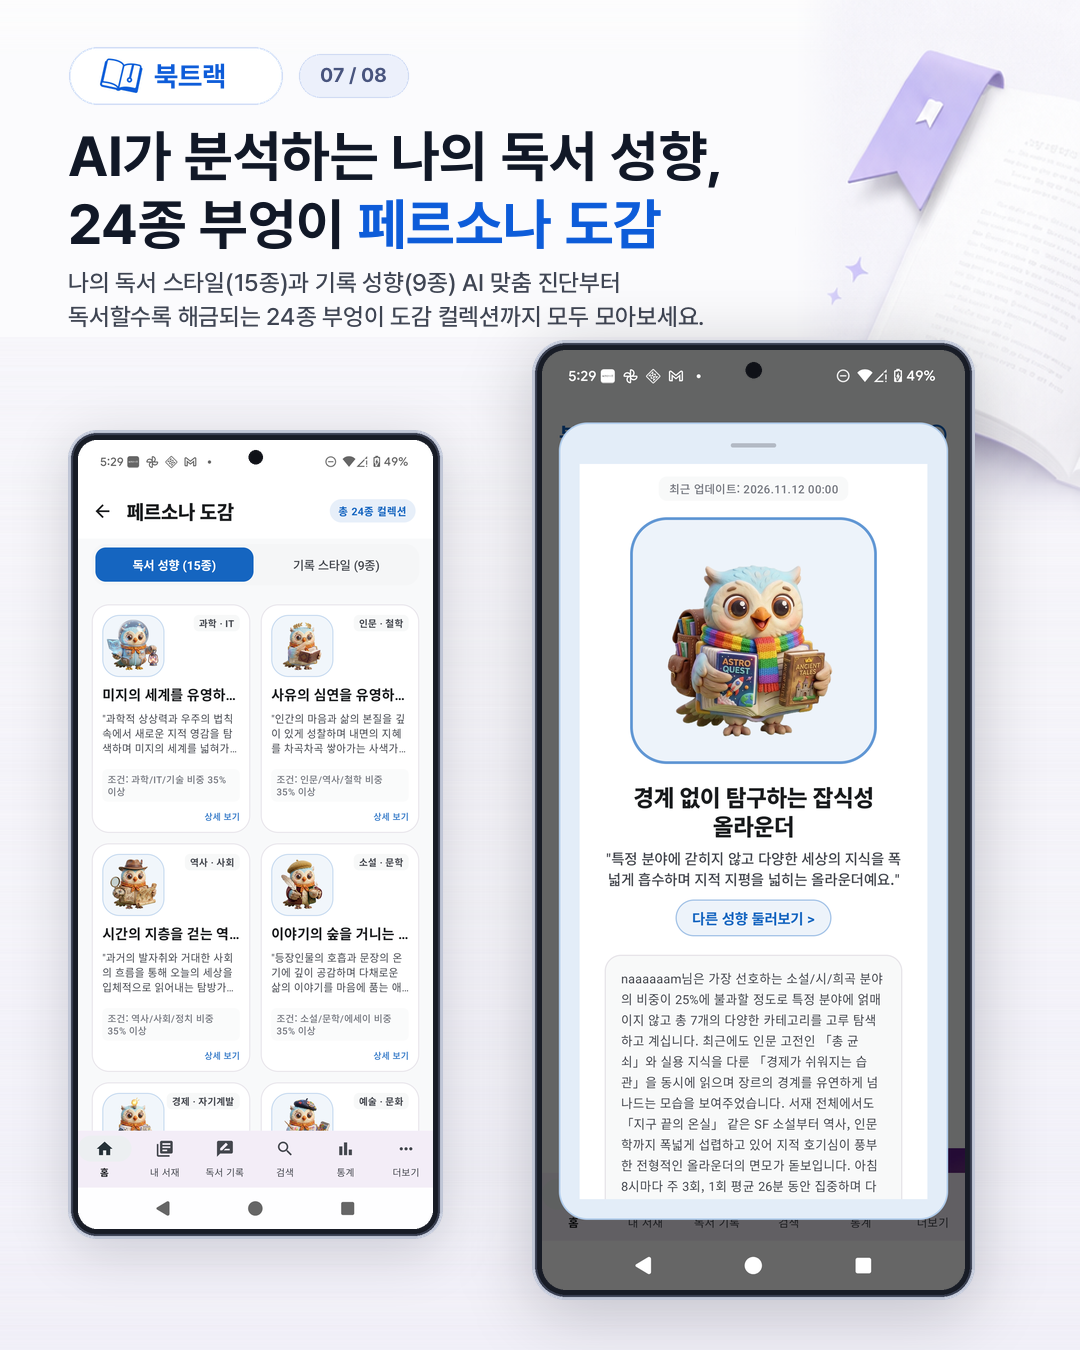 북트랙
07 / 08
AI가 분석하는 나의 독서 성향,
24종 부엉이 페르소나 도감
나의 독서 스타일(15종)과 기록 성향(9종) AI 맞춤 진단부터
독서할수록 해금되는 24종 부엉이 도감 컬렉션까지 모두 모아보세요.
5:29
49%
페르소나 도감
총 24종 컬렉션
독서 성향 (15종)
기록 스타일 (9종)
과학 · IT
미지의 세계를 유영하...
"과학적 상상력과 우주의 법칙
속에서 새로운 지적 영감을 탐
색하며 미지의 세계를 넓혀가...
조건: 과학/IT/기술 비중 35%
이상
상세 보기
인문 · 철학
사유의 심연을 유영하...
"인간의 마음과 삶의 본질을 깊
이 있게 성찰하며 내면의 지혜
를 차곡차곡 쌓아가는 사색가...
조건: 인문/역사/철학 비중
35% 이상
상세 보기
역사 · 사회
시간의 지층을 걷는 역...
"과거의 발자취와 거대한 사회
의 흐름을 통해 오늘의 세상을
입체적으로 읽어내는 탐방가...
조건: 역사/사회/정치 비중
35% 이상
상세 보기
소설 · 문학
이야기의 숲을 거니는 ...
"등장인물의 호흡과 문장의 온
기에 깊이 공감하며 다채로운
삶의 이야기를 마음에 품는 애...
조건: 소설/문학/에세이 비중
35% 이상
상세 보기
경제 · 자기계발
예술 · 문화
홈
내 서재
독서 기록
검색
통계
더보기
5:29
49%
최근 업데이트: 2026.11.12 00:00
ASTRO
QUEST
ANCIENT
TALES
경계 없이 탐구하는 잡식성
올라운더
"특정 분야에 갇히지 않고 다양한 세상의 지식을 폭
넓게 흡수하며 지적 지평을 넓히는 올라운더예요."
다른 성향 둘러보기 >
naaaaaam님은 가장 선호하는 소설/시/희곡 분야
의 비중이 25%에 불과할 정도로 특정 분야에 얽매
이지 않고 총 7개의 다양한 카테고리를 고루 탐색
하고 계십니다. 최근에도 인문 고전인 「총 균
쇠」와 실용 지식을 다룬 「경제가 쉬워지는 습
관」을 동시에 읽으며 장르의 경계를 유연하게 넘
나드는 모습을 보여주었습니다. 서재 전체에서도
「지구 끝의 온실」 같은 SF 소설부터 역사, 인문
학까지 폭넓게 섭렵하고 있어 지적 호기심이 풍부
한 전형적인 올라운더의 면모가 돋보입니다. 아침
8시마다 주 3회, 1회 평균 26분 동안 집중하며 다
홈
내 서재
독서 기록
검색
통계
더보기